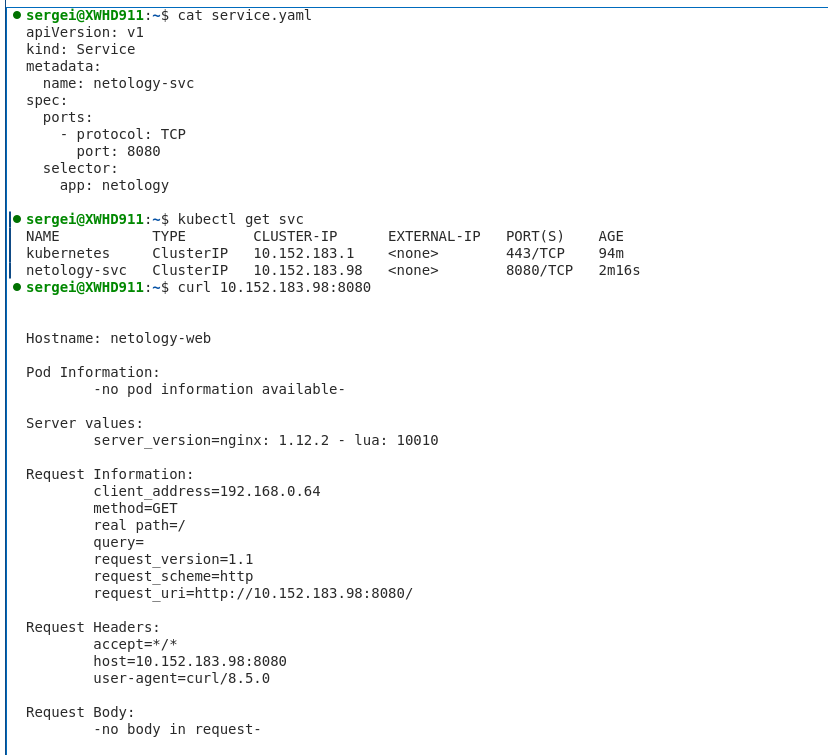 sergei@XWHD911:~$ cat service.yaml
apiVersion: v1
kind: Service
metadata:
  name: netology-svc
spec:
  ports:
    - protocol: TCP
      port: 8080
  selector:
    app: netology
sergei@XWHD911:~$ kubectl get svc
NAME           TYPE        CLUSTER-IP      EXTERNAL-IP   PORT(S)    AGE
kubernetes     ClusterIP   10.152.183.1    <none>        443/TCP    94m
netology-svc   ClusterIP   10.152.183.98   <none>        8080/TCP   2m16s
sergei@XWHD911:~$ curl 10.152.183.98:8080
Hostname: netology-web
Pod Information:
        -no pod information available-
Server values:
        server_version=nginx: 1.12.2 - lua: 10010
Request Information:
        client_address=192.168.0.64
        method=GET
        real path=/
        query=
        request_version=1.1
        request_scheme=http
        request_uri=http://10.152.183.98:8080/
Request Headers:
        accept=*/*
        host=10.152.183.98:8080
        user-agent=curl/8.5.0
Request Body:
        -no body in request-